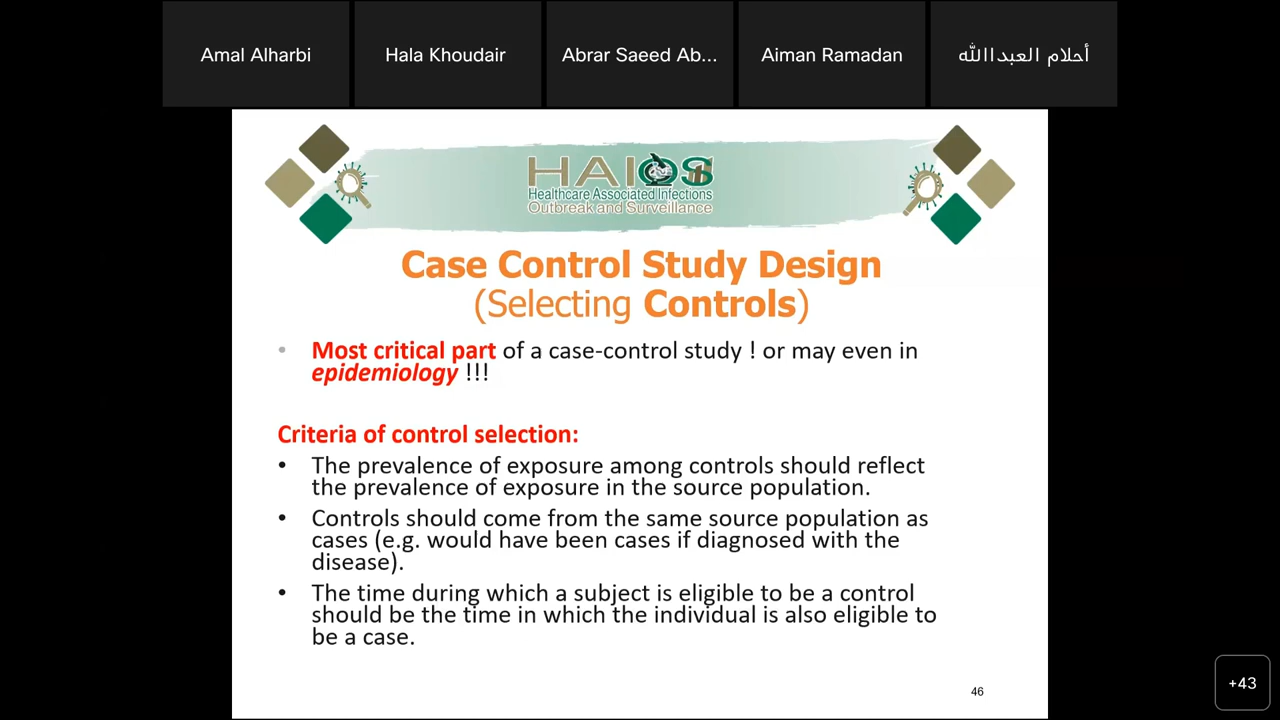 Amal Alharbi
Hala Khoudair
Abrar Saeed Ab...
Aiman Ramadan
أحلام العبداالله
HAIOS
Healthcare Associated Infections
Outbreak and Surveillance
Case Control Study Design
(Selecting Controls)
• Most critical part of a case-control study ! or may even in
epidemiology !!!
Criteria of control selection:
• The prevalence of exposure among controls should reflect
the prevalence of exposure in the source population.
• Controls should come from the same source population as
cases (e.g. would have been cases if diagnosed with the
disease).
• The time during which a subject is eligible to be a control
should be the time in which the individual is also eligible to
be a case.
46
+43